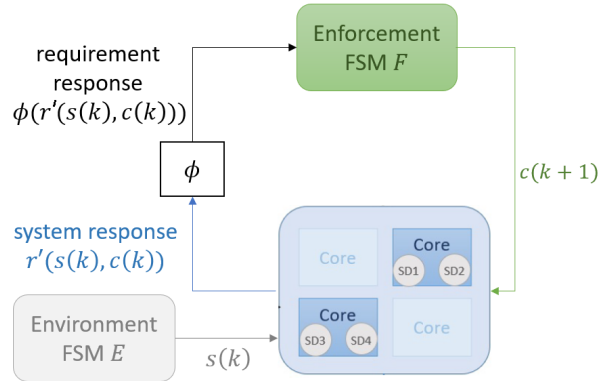 Enforcement
FSM F
requirement
response
ϕ(r′(s(k), c(k)))
ϕ
c(k + 1)
system response
r′(s(k), c(k))
Core
Core
SD1 SD2
Core
SD3 SD4
Core
Environment
FSM E
s(k)